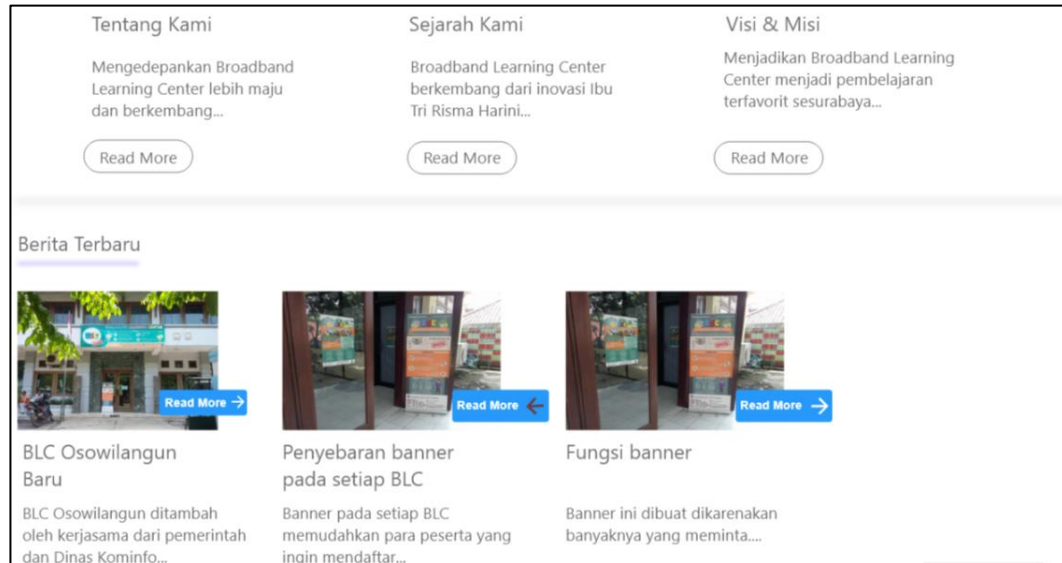 Tentang Kami
Mengedepankan Broadband
Learning Center lebih maju
dan berkembang...
Read More
Sejarah Kami
Broadband Learning Center
berkembang dari inovasi Ibu
Tri Risma Harini...
Read More
Visi & Misi
Menjadikan Broadband Learning
Center menjadi pembelajaran
terfavorit sesurabaya...
Read More
Berita Terbaru
Read More →
BLC Osowilangun
Baru
BLC Osowilangun ditambah
oleh kerjasama dari pemerintah
dan Dinas Kominfo...
Read More ←
Penyebaran banner
pada setiap BLC
Banner pada setiap BLC
memudahkan para peserta yang
ingin mendaftar...
Read More →
Fungsi banner
Banner ini dibuat dikarenakan
banyaknya yang meminta....